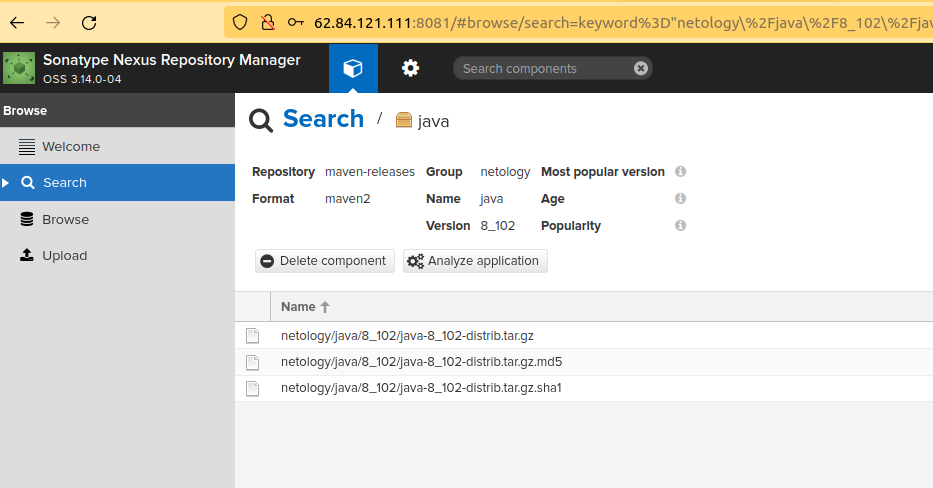 62.84.121.111:8081/#browse/search=keyword%3D"netology\%2Fjava\%2F8_102\%2Fjav
Sonatype Nexus Repository Manager
OSS 3.14.0-04
Search components
Browse
Welcome
Search
Browse
Upload
Search / java
Repository maven-releases Group netology Most popular version
Format maven2 Name java Age
Version 8_102 Popularity
Delete component Analyze application
Name
netology/java/8_102/java-8_102-distrib.tar.gz
netology/java/8_102/java-8_102-distrib.tar.gz.md5
netology/java/8_102/java-8_102-distrib.tar.gz.sha1